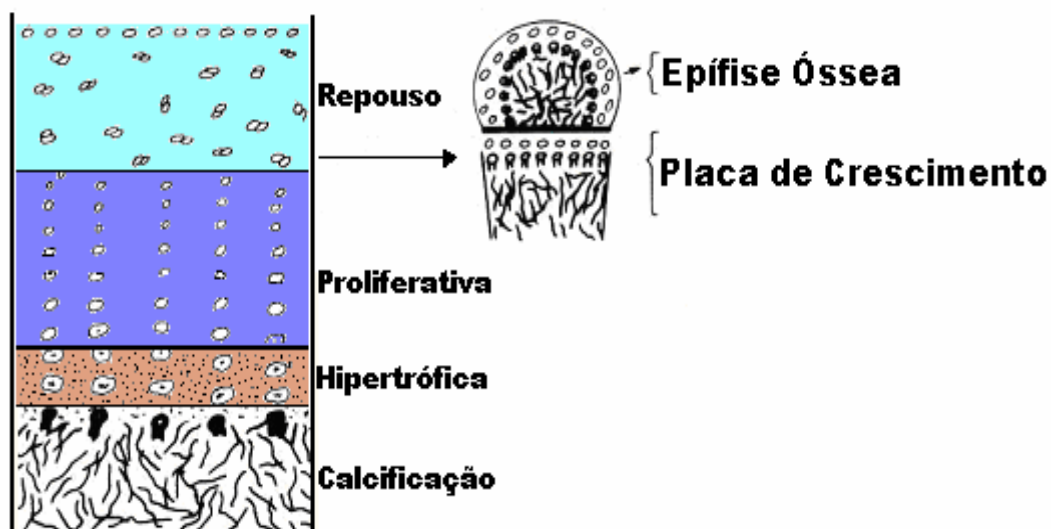 Repouso
Proliferativa
Hipertrófica
Calcificação
Epífise Óssea
Placa de Crescimento